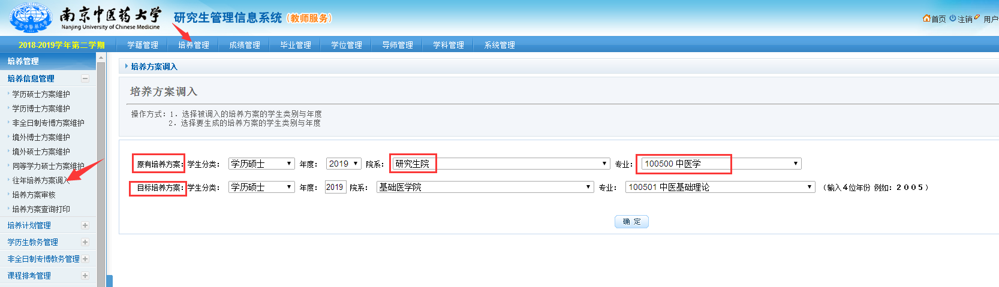 南京中医药大学
Nanjing University of Chinese Medicine
研究生管理信息系统(教师服务)
首页 注销 用户
2018-2019学年第二学期 学籍管理 培养管理 成绩管理 毕业管理 学位管理 导师管理 学科管理 系统管理
培养管理
培养信息管理
学历硕士方案维护
学历博士方案维护
非全日制专博方案维护
境外博士方案维护
境外硕士方案维护
同等学力硕士方案维护
往年培养方案调入
培养方案审核
培养方案查询打印
培养计划管理
学历生教务管理
非全日制专博教务管理
课程排考管理
培养方案调入
培养方案调入
操作方式：1. 选择被调入的培养方案的学生类别与年度
2. 选择要生成的培养方案的学生类别与年度
原有培养方案：学生分类： 学历硕士 年度： 2019 院系： 研究生院 专业： 100500 中医学
目标培养方案：学生分类： 学历硕士 年度： 2019 院系： 基础医学院 专业： 100501 中医基础理论 （输入4位年份 例如：2005）
确 定